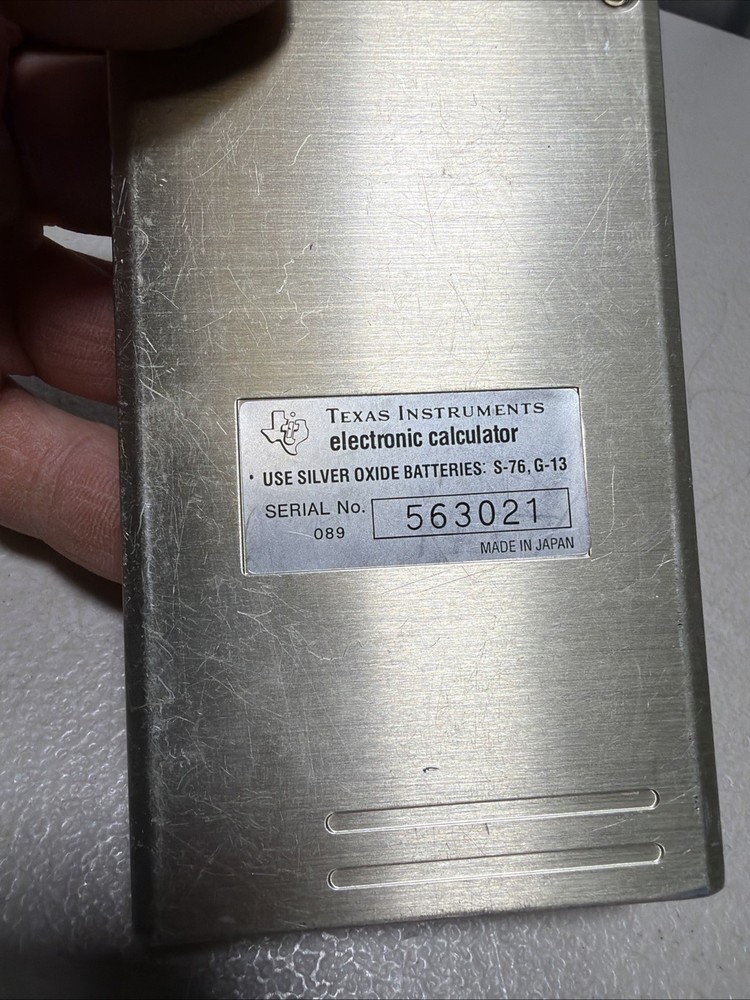 TEXAS INSTRUMENTS
electronic calculator
· USE SILVER OXIDE BATTERIES: S-76, G-13
SERIAL No. 563021
089
MADE IN JAPAN